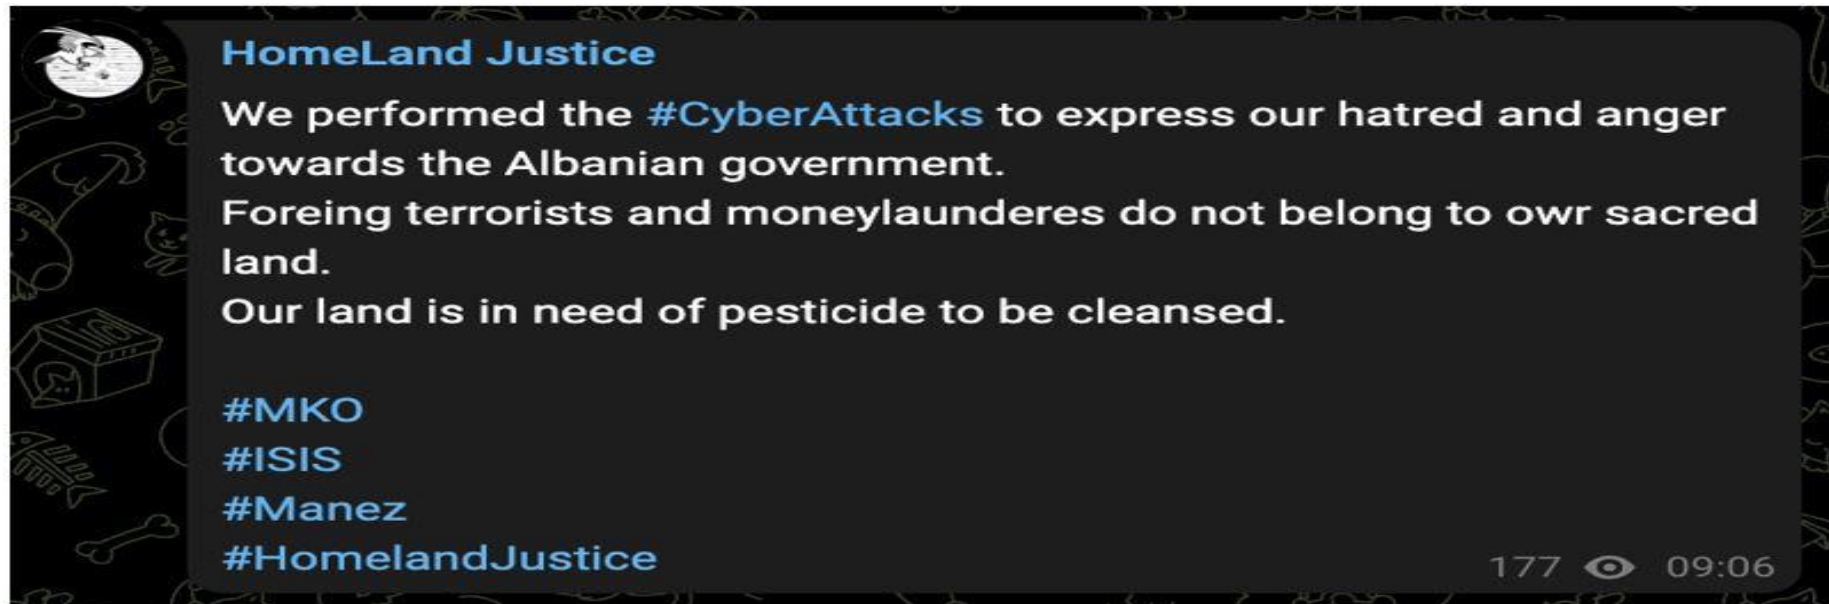 HomeLand Justice
We performed the #CyberAttacks to express our hatred and anger
towards the Albanian government.
Foreing terrorists and moneylaunderes do not belong to owr sacred
land.
Our land is in need of pesticide to be cleansed.
#MKO
#ISIS
#Manez
#HomelandJustice
177 09:06